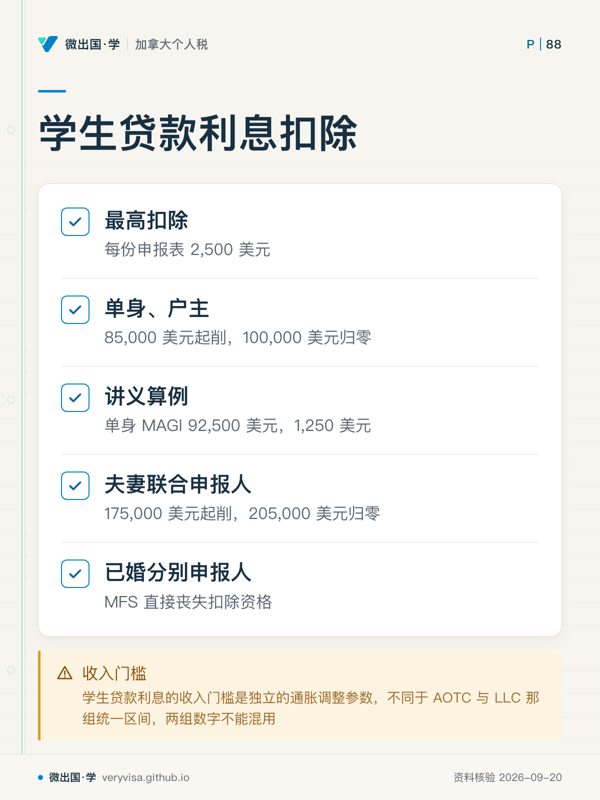 微出国·学 | 加拿大个人税
P | 88
学生贷款利息扣除
最高扣除
每份申报表 2,500 美元
单身、户主
85,000 美元起削，100,000 美元归零
讲义算例
单身 MAGI 92,500 美元，1,250 美元
夫妻联合申报人
175,000 美元起削，205,000 美元归零
已婚分别申报人
MFS 直接丧失扣除资格
收入门槛
学生贷款利息的收入门槛是独立的通胀调整参数，不同于 AOTC 与 LLC 那
组统一区间，两组数字不能混用
微出国·学 veryvisa.github.io
资料核验 2026-09-20